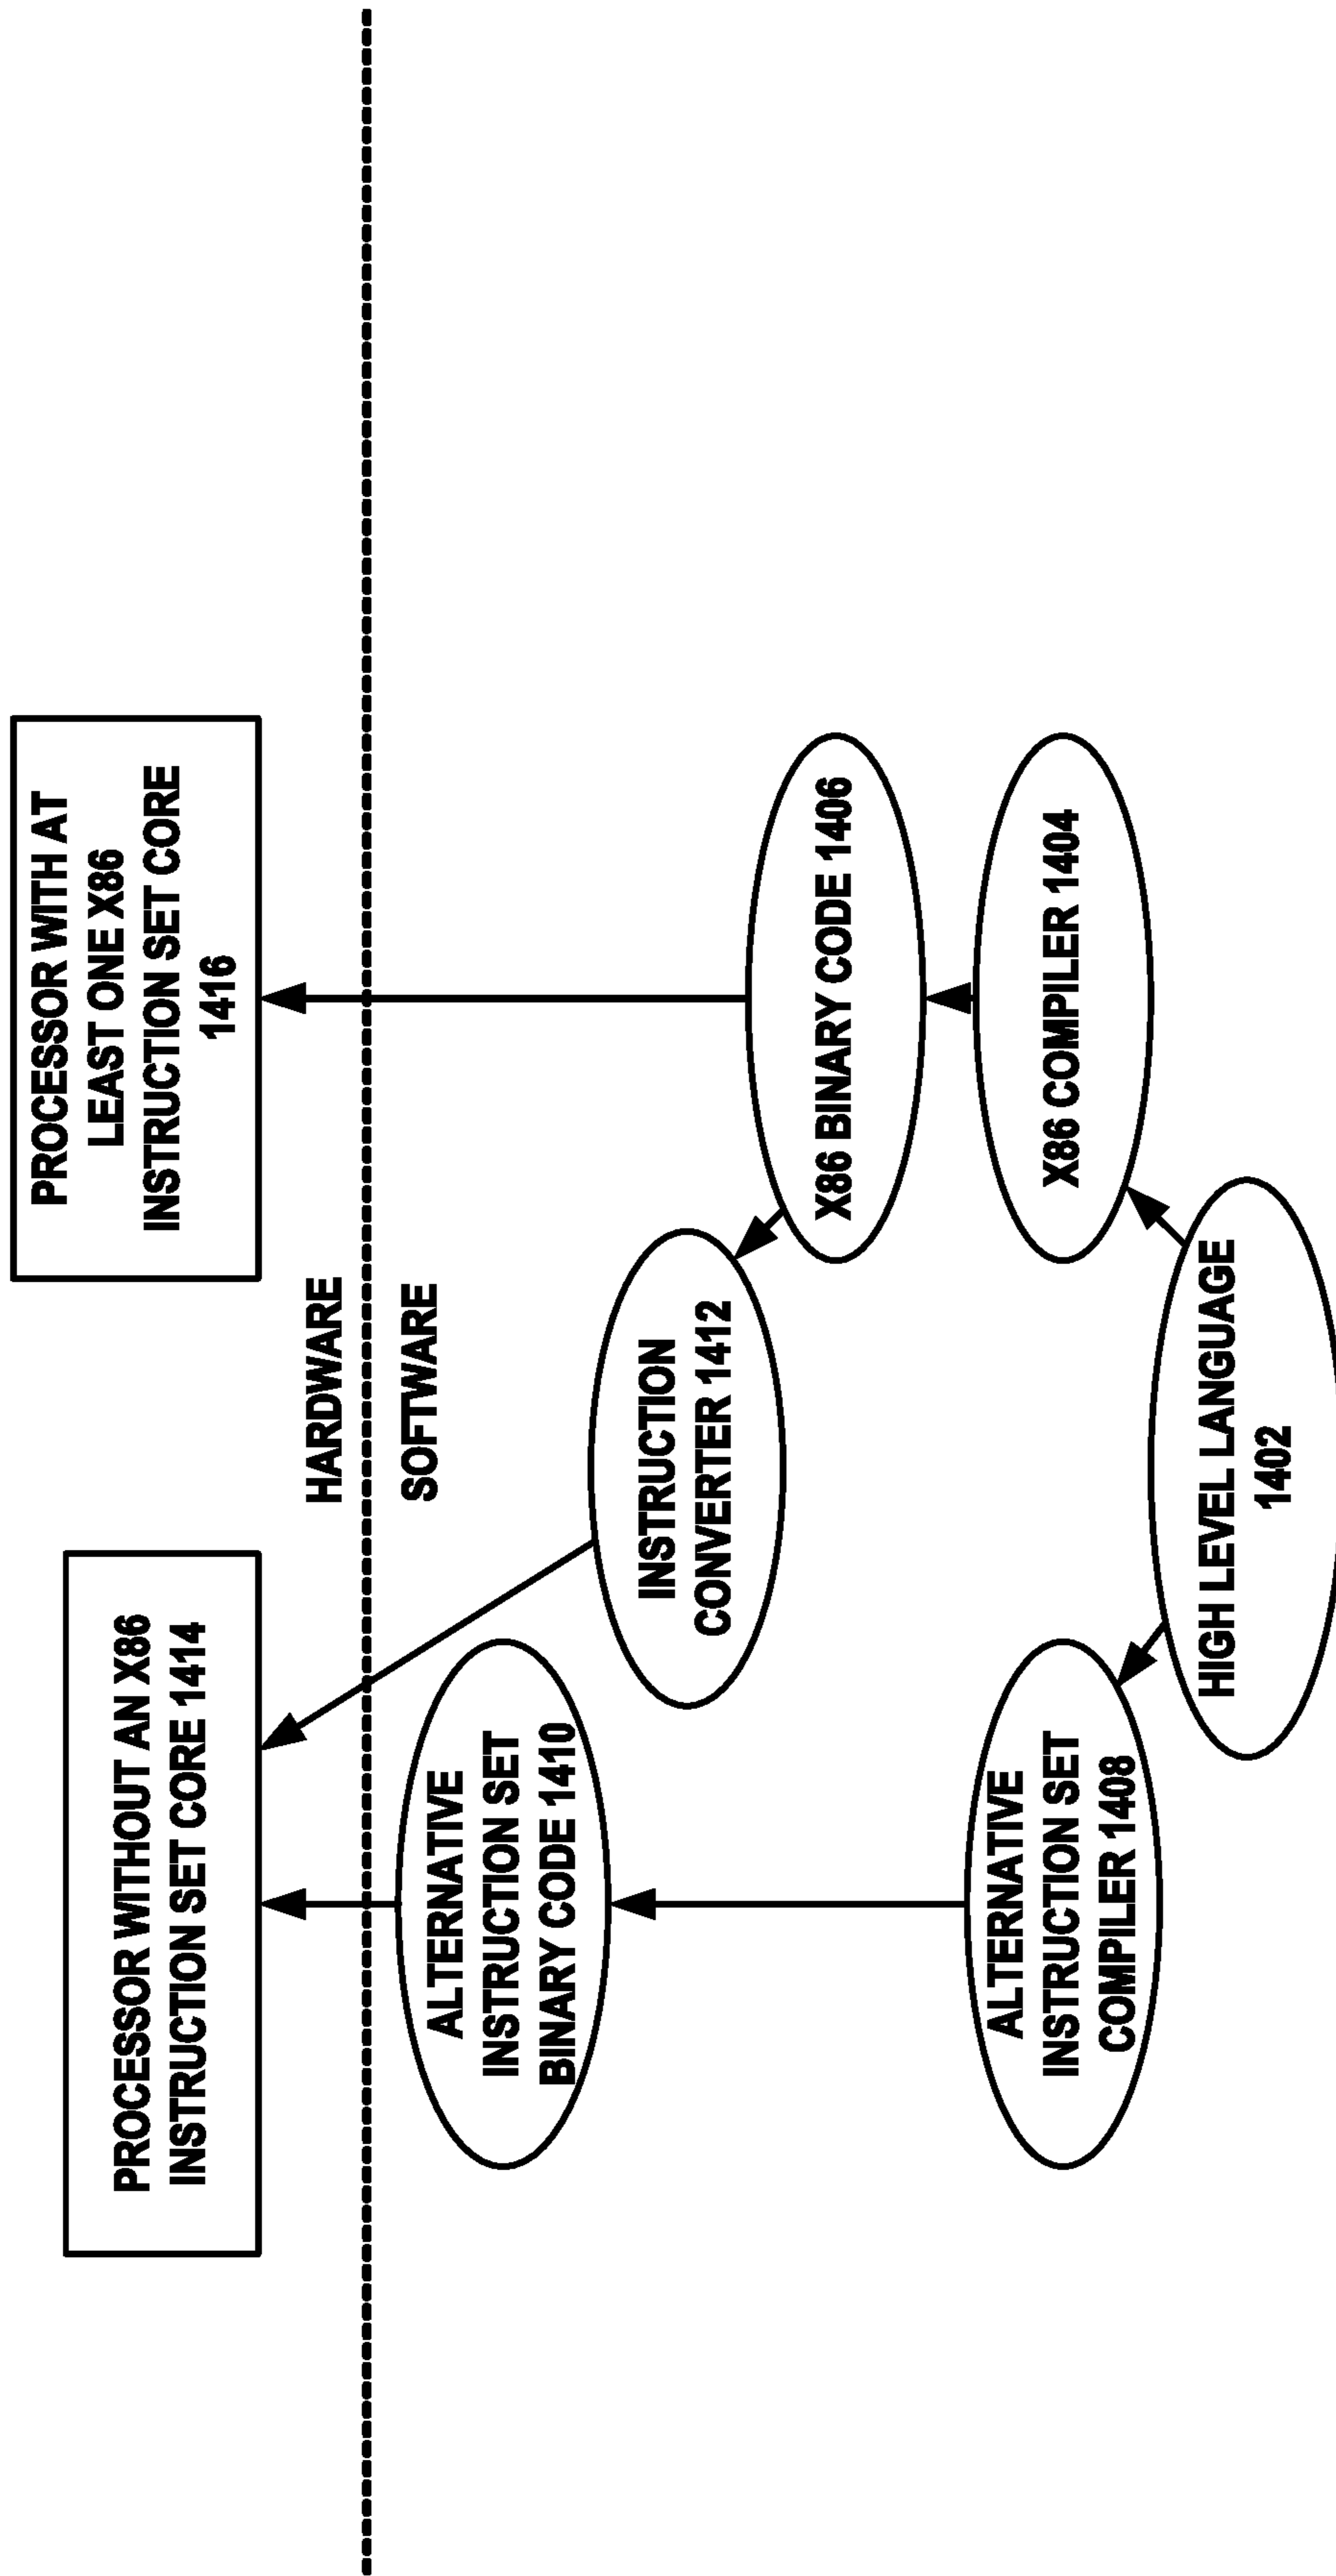 PROCESSOR WITHOUT AN X86
INSTRUCTION SET CORE 1414
PROCESSOR WITH AT
LEAST ONE X86
INSTRUCTION SET CORE
1416
HARDWARE
SOFTWARE
ALTERNATIVE
INSTRUCTION SET
BINARY CODE 1410
INSTRUCTION
CONVERTER 1412
X86 BINARY CODE 1406
ALTERNATIVE
INSTRUCTION SET
COMPILER 1408
X86 COMPILER 1404
HIGH LEVEL LANGUAGE
1402